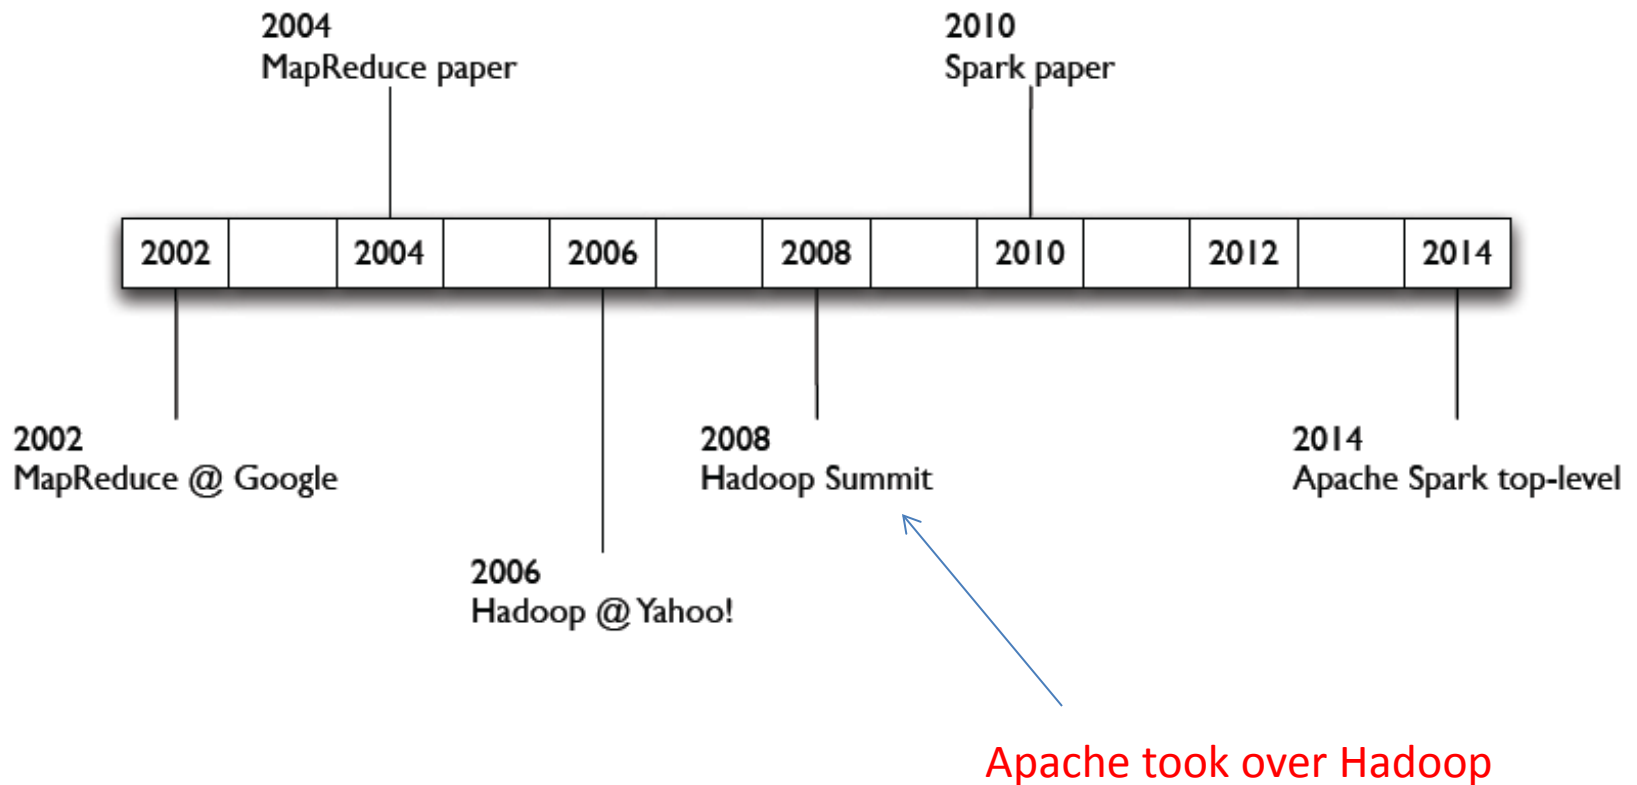 2004
MapReduce paper
2010
Spark paper
2002 2004 2006 2008 2010 2012 2014
2002
MapReduce @ Google
2008
Hadoop Summit
2014
Apache Spark top-level
2006
Hadoop @ Yahoo!
Apache took over Hadoop